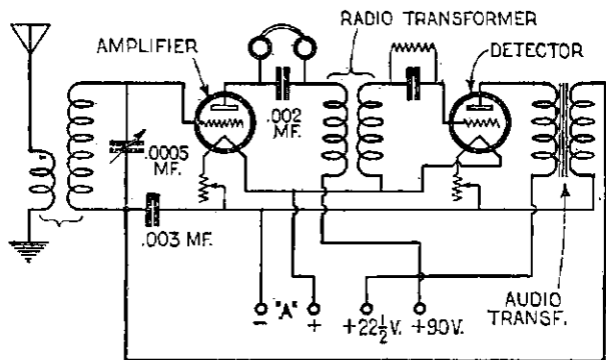 RADIO TRANSFORMER
AMPLIFIER
DETECTOR
.002
MF.
.0005
MF.
.003 MF.
- "A" +
+22½V. +90V.
AUDIO
TRANSF.